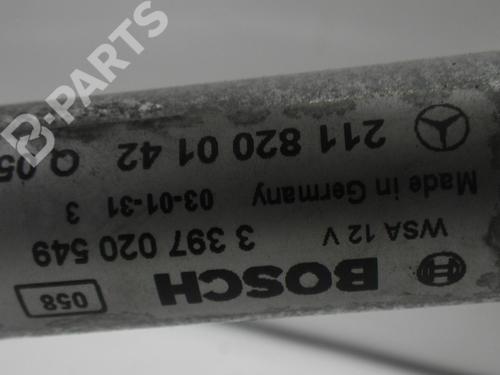 BOSCH 058
WSA 12 V 3 397 020 549
Made in Germany 03-01-31 3
211 820 01 42 Q 05
B-PARTS